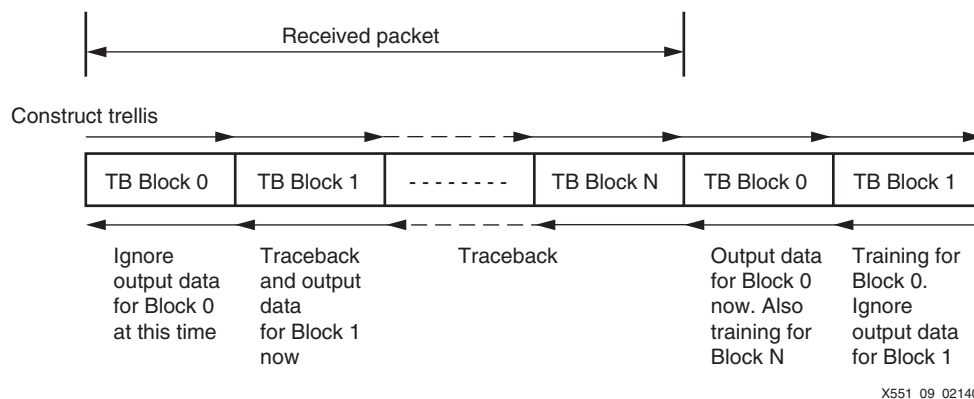 Received packet
Construct trellis
TB Block 0
TB Block 1
--------
TB Block N
TB Block 0
TB Block 1
Ignore
output data
for Block 0
at this time
Traceback
and output
data
for Block 1
now
Traceback
Output data
for Block 0
now. Also
training for
Block N
Training for
Block 0.
Ignore
output data
for Block 1
X551_09_02140